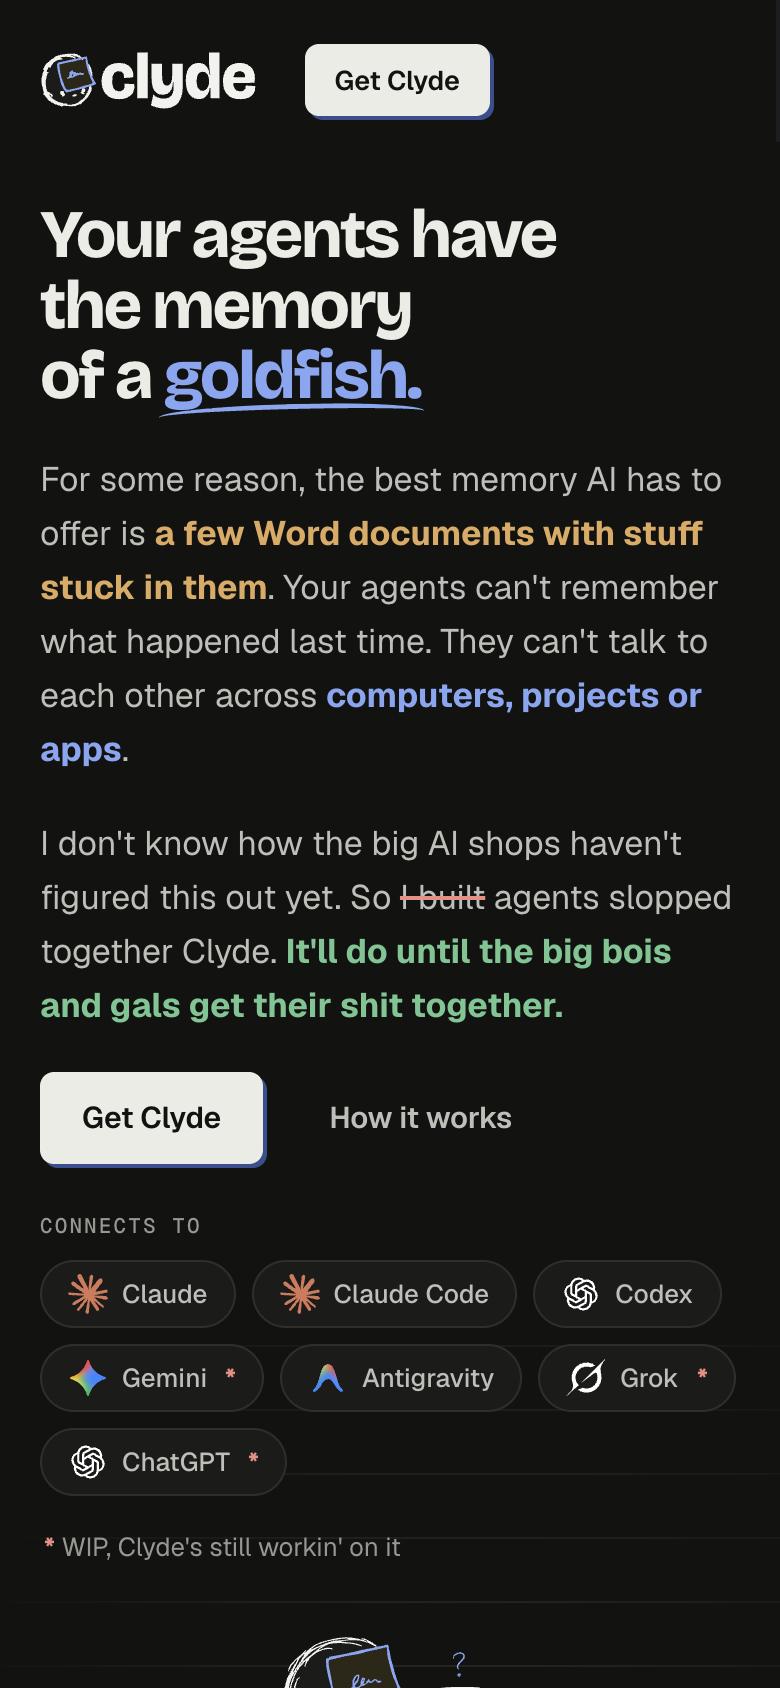 clyde
Get Clyde
Your agents have
the memory
of a goldfish.
For some reason, the best memory AI has to
offer is a few Word documents with stuff
stuck in them. Your agents can't remember
what happened last time. They can't talk to
each other across computers, projects or
apps.
I don't know how the big AI shops haven't
figured this out yet. So I built agents slopped
together Clyde. It'll do until the big bois
and gals get their shit together.
Get Clyde
How it works
CONNECTS TO
Claude
Claude Code
Codex
Gemini *
Antigravity
Grok *
ChatGPT *
* WIP, Clyde's still workin' on it
?